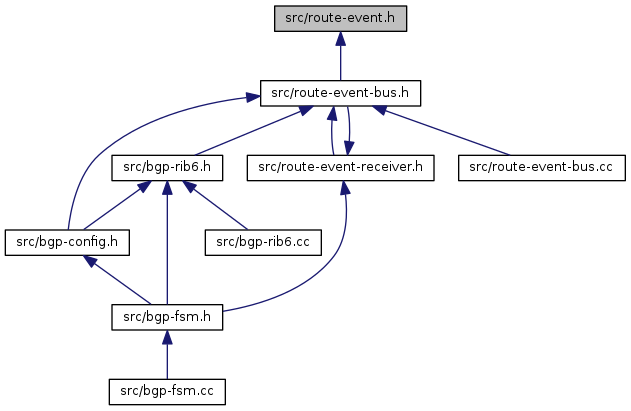 src/route-event.h
src/route-event-bus.h
src/bgp-rib6.h
src/route-event-receiver.h
src/route-event-bus.cc
src/bgp-config.h
src/bgp-rib6.cc
src/bgp-fsm.h
src/bgp-fsm.cc